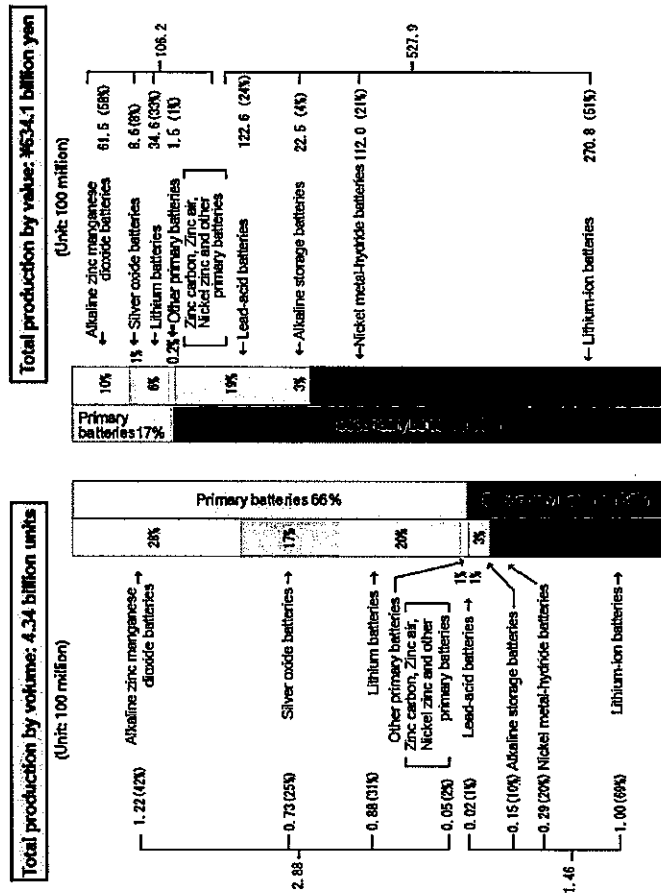 Total production by volume: 4.34 billion units
(Unit: 100 million)
Alkaline zinc manganese
dioxide batteries →
1.22 (42%)
Silver oxide batteries →
0.73 (25%)
Lithium batteries →
0.88 (31%)
Other primary batteries
Zinc carbon, Zinc air,
Nickel zinc and other
primary batteries
0.05 (2%)
Lead-acid batteries →
0.02 (1%)
Alkaline storage batteries
0.15 (10%)
Nickel metal-hydride batteries
0.29 (20%)
Lithium-ion batteries →
1.00 (69%)
2.88
1.46
28%
17%
20%
1%
1%
3%
Primary batteries 66%
Total production by value: ¥634.1 billion yen
(Unit: 100 million)
Primary
batteries 17%
10%
1%
6%
0.2%
19%
3%
← Alkaline zinc manganese
dioxide batteries
61.5 (58%)
← Silver oxide batteries
8.6 (8%)
← Lithium batteries
34.6 (33%)
← Other primary batteries
Zinc carbon, Zinc air,
Nickel zinc and other
primary batteries
1.5 (1%)
← Lead-acid batteries
122.6 (24%)
← Alkaline storage batteries
22.5 (4%)
← Nickel metal-hydride batteries 112.0 (21%)
← Lithium-ion batteries
270.8 (51%)
106.2
527.9